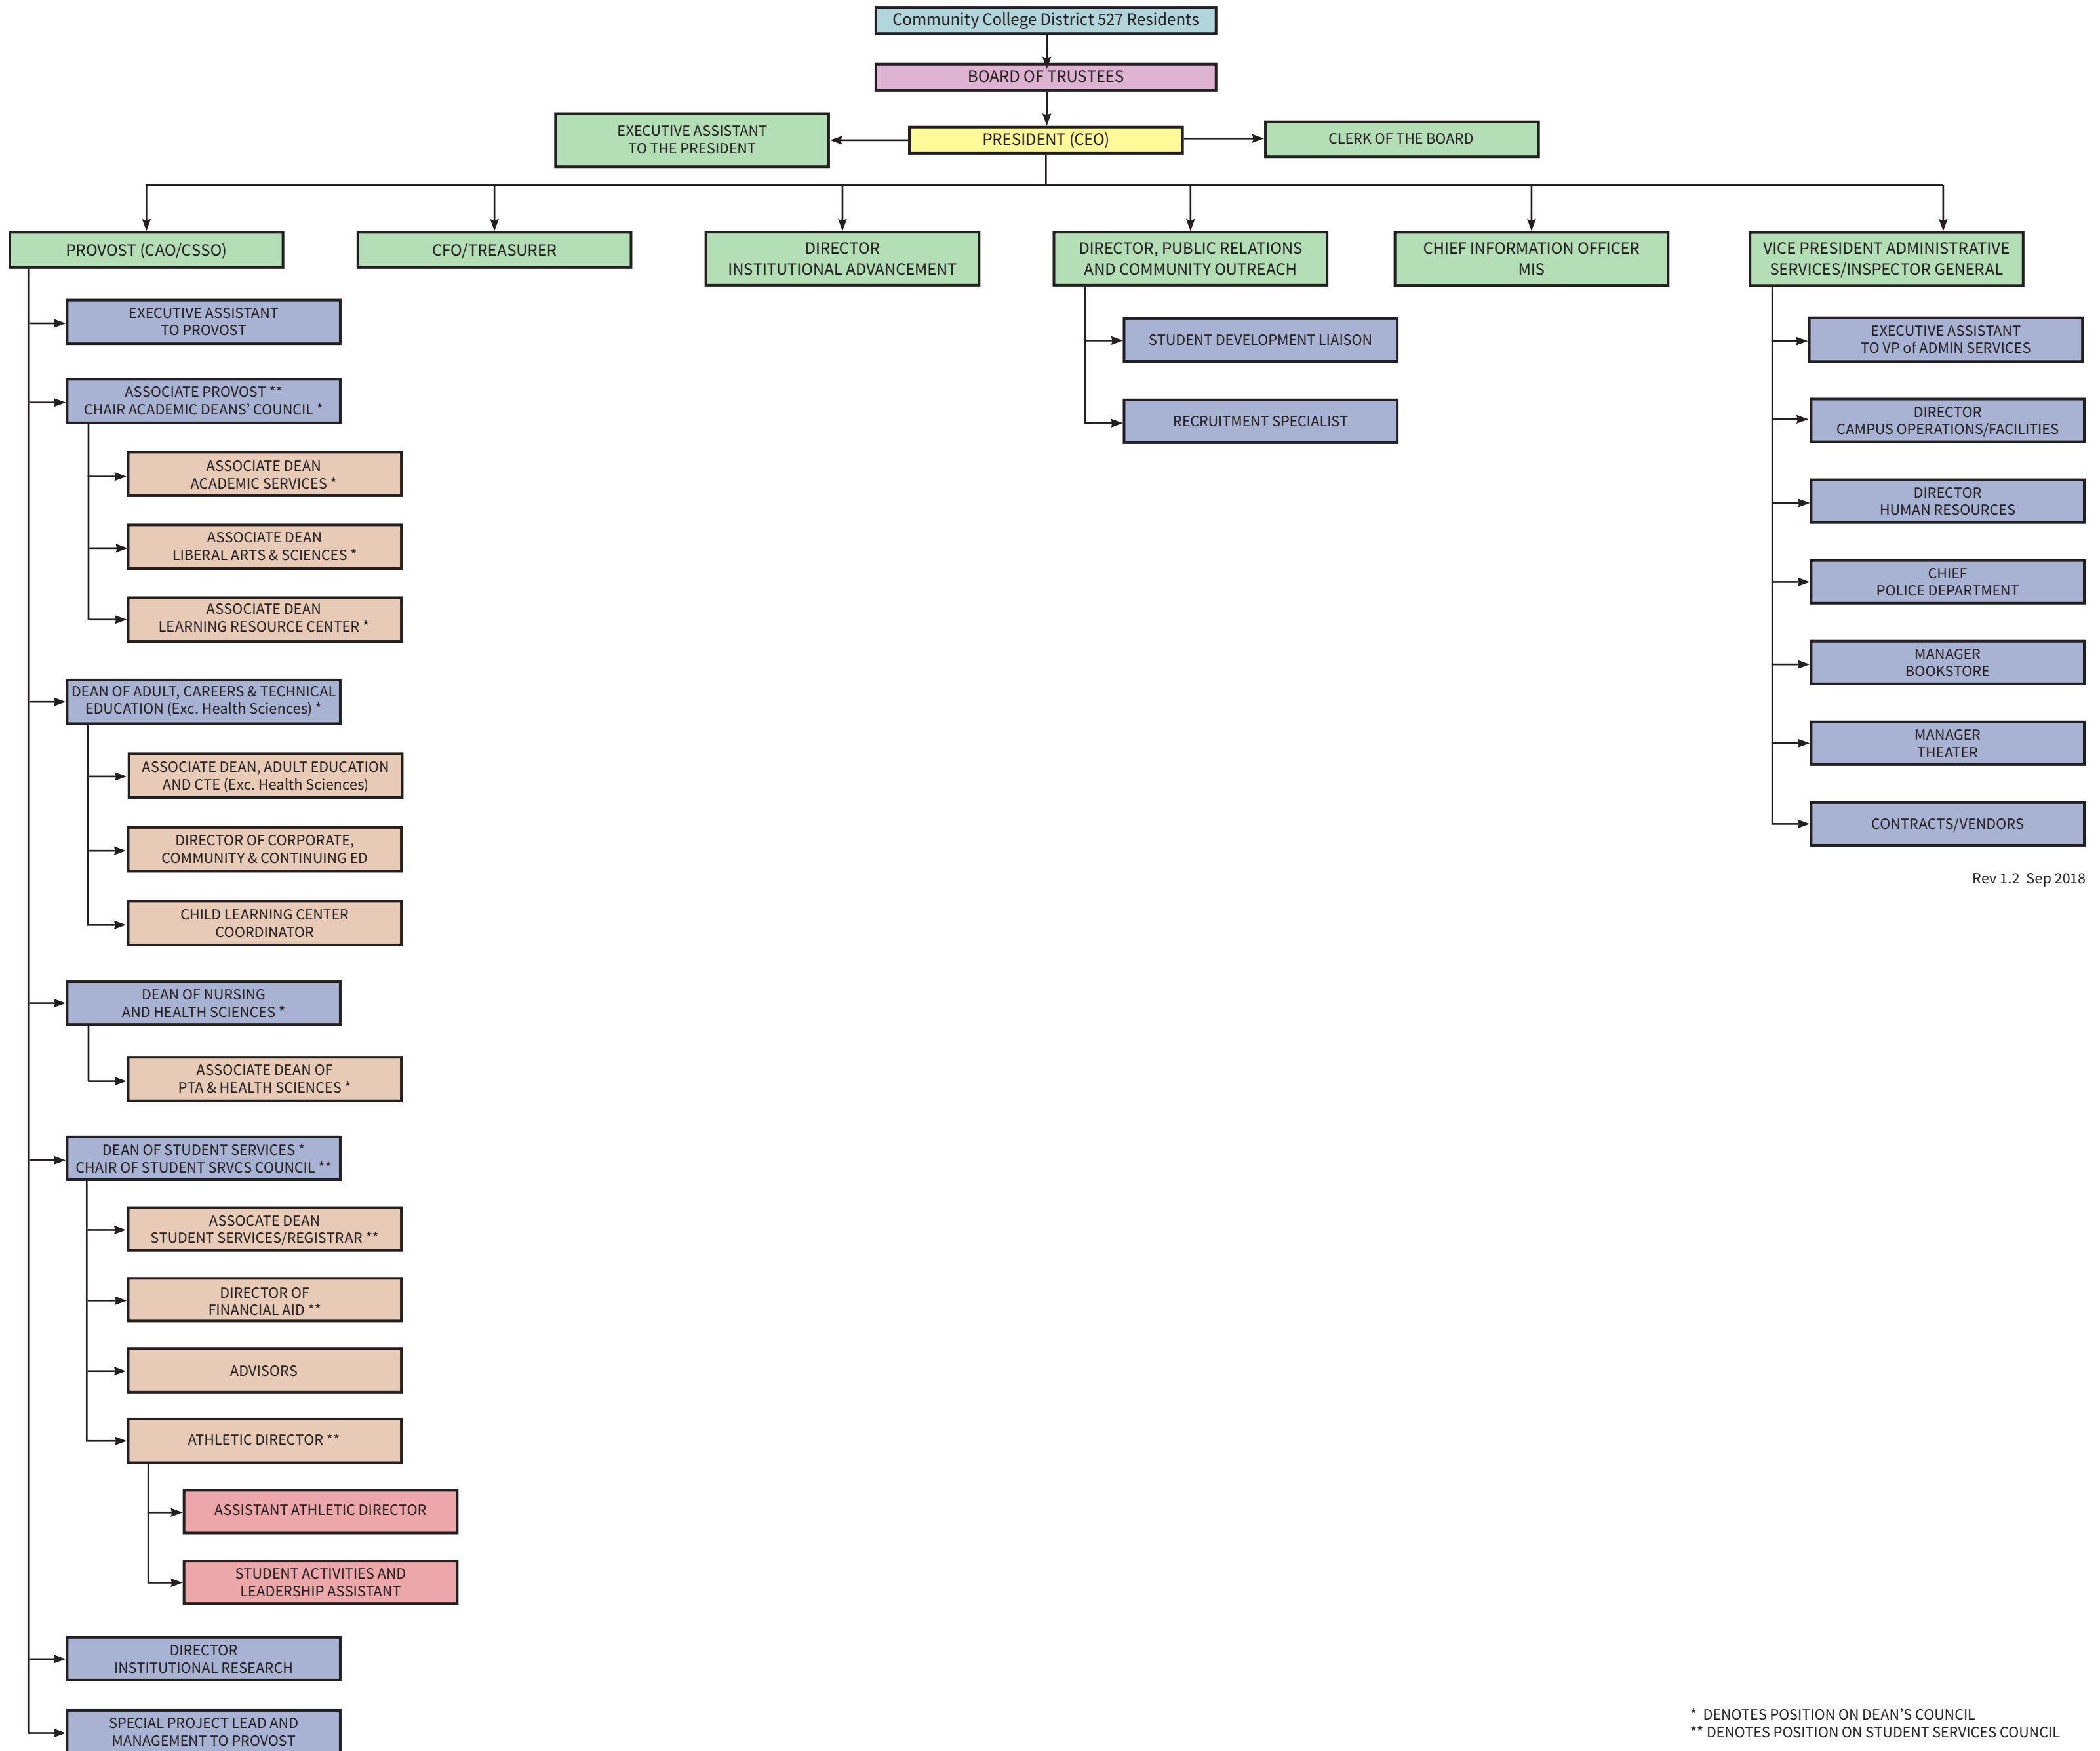 Community College District 527 Residents
BOARD OF TRUSTEES
EXECUTIVE ASSISTANT
TO THE PRESIDENT
PRESIDENT (CEO)
CLERK OF THE BOARD
PROVOST (CAO/CSSO)
CFO/TREASURER
DIRECTOR
INSTITUTIONAL ADVANCEMENT
DIRECTOR, PUBLIC RELATIONS
AND COMMUNITY OUTREACH
CHIEF INFORMATION OFFICER
MIS
VICE PRESIDENT ADMINISTRATIVE
SERVICES/INSPECTOR GENERAL
EXECUTIVE ASSISTANT
TO PROVOST
ASSOCIATE PROVOST **
CHAIR ACADEMIC DEANS’ COUNCIL *
ASSOCIATE DEAN
ACADEMIC SERVICES *
ASSOCIATE DEAN
LIBERAL ARTS & SCIENCES *
ASSOCIATE DEAN
LEARNING RESOURCE CENTER *
DEAN OF ADULT, CAREERS & TECHNICAL
EDUCATION (Exc. Health Sciences) *
ASSOCIATE DEAN, ADULT EDUCATION
AND CTE (Exc. Health Sciences)
DIRECTOR OF CORPORATE,
COMMUNITY & CONTINUING ED
CHILD LEARNING CENTER
COORDINATOR
DEAN OF NURSING
AND HEALTH SCIENCES *
ASSOCIATE DEAN OF
PTA & HEALTH SCIENCES *
DEAN OF STUDENT SERVICES *
CHAIR OF STUDENT SRVCS COUNCIL **
ASSOCATE DEAN
STUDENT SERVICES/REGISTRAR **
DIRECTOR OF
FINANCIAL AID **
ADVISORS
ATHLETIC DIRECTOR **
ASSISTANT ATHLETIC DIRECTOR
STUDENT ACTIVITIES AND
LEADERSHIP ASSISTANT
DIRECTOR
INSTITUTIONAL RESEARCH
SPECIAL PROJECT LEAD AND
MANAGEMENT TO PROVOST
STUDENT DEVELOPMENT LIAISON
RECRUITMENT SPECIALIST
EXECUTIVE ASSISTANT
TO VP of ADMIN SERVICES
DIRECTOR
CAMPUS OPERATIONS/FACILITIES
DIRECTOR
HUMAN RESOURCES
CHIEF
POLICE DEPARTMENT
MANAGER
BOOKSTORE
MANAGER
THEATER
CONTRACTS/VENDORS
Rev 1.2 Sep 2018
* DENOTES POSITION ON DEAN’S COUNCIL
** DENOTES POSITION ON STUDENT SERVICES COUNCIL